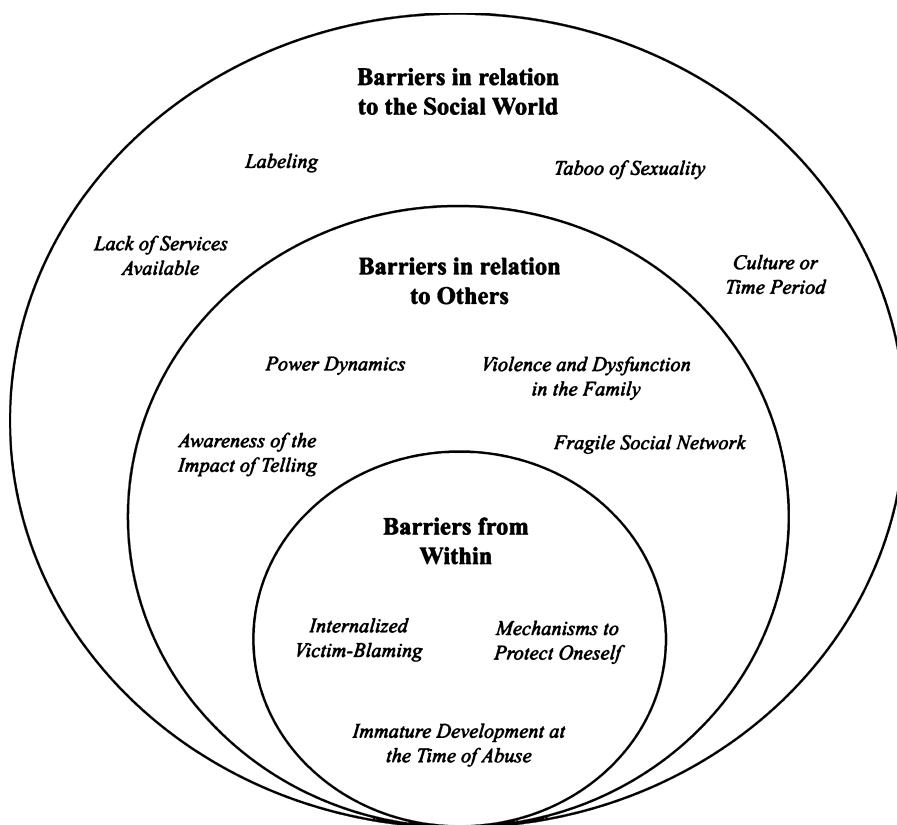 Barriers in relation
to the Social World
Labeling
Taboo of Sexuality
Lack of Services
Available
Culture or
Time Period
Barriers in relation
to Others
Power Dynamics
Violence and Dysfunction
in the Family
Awareness of the
Impact of Telling
Fragile Social Network
Barriers from
Within
Internalized
Victim-Blaming
Mechanisms to
Protect Oneself
Immature Development at
the Time of Abuse